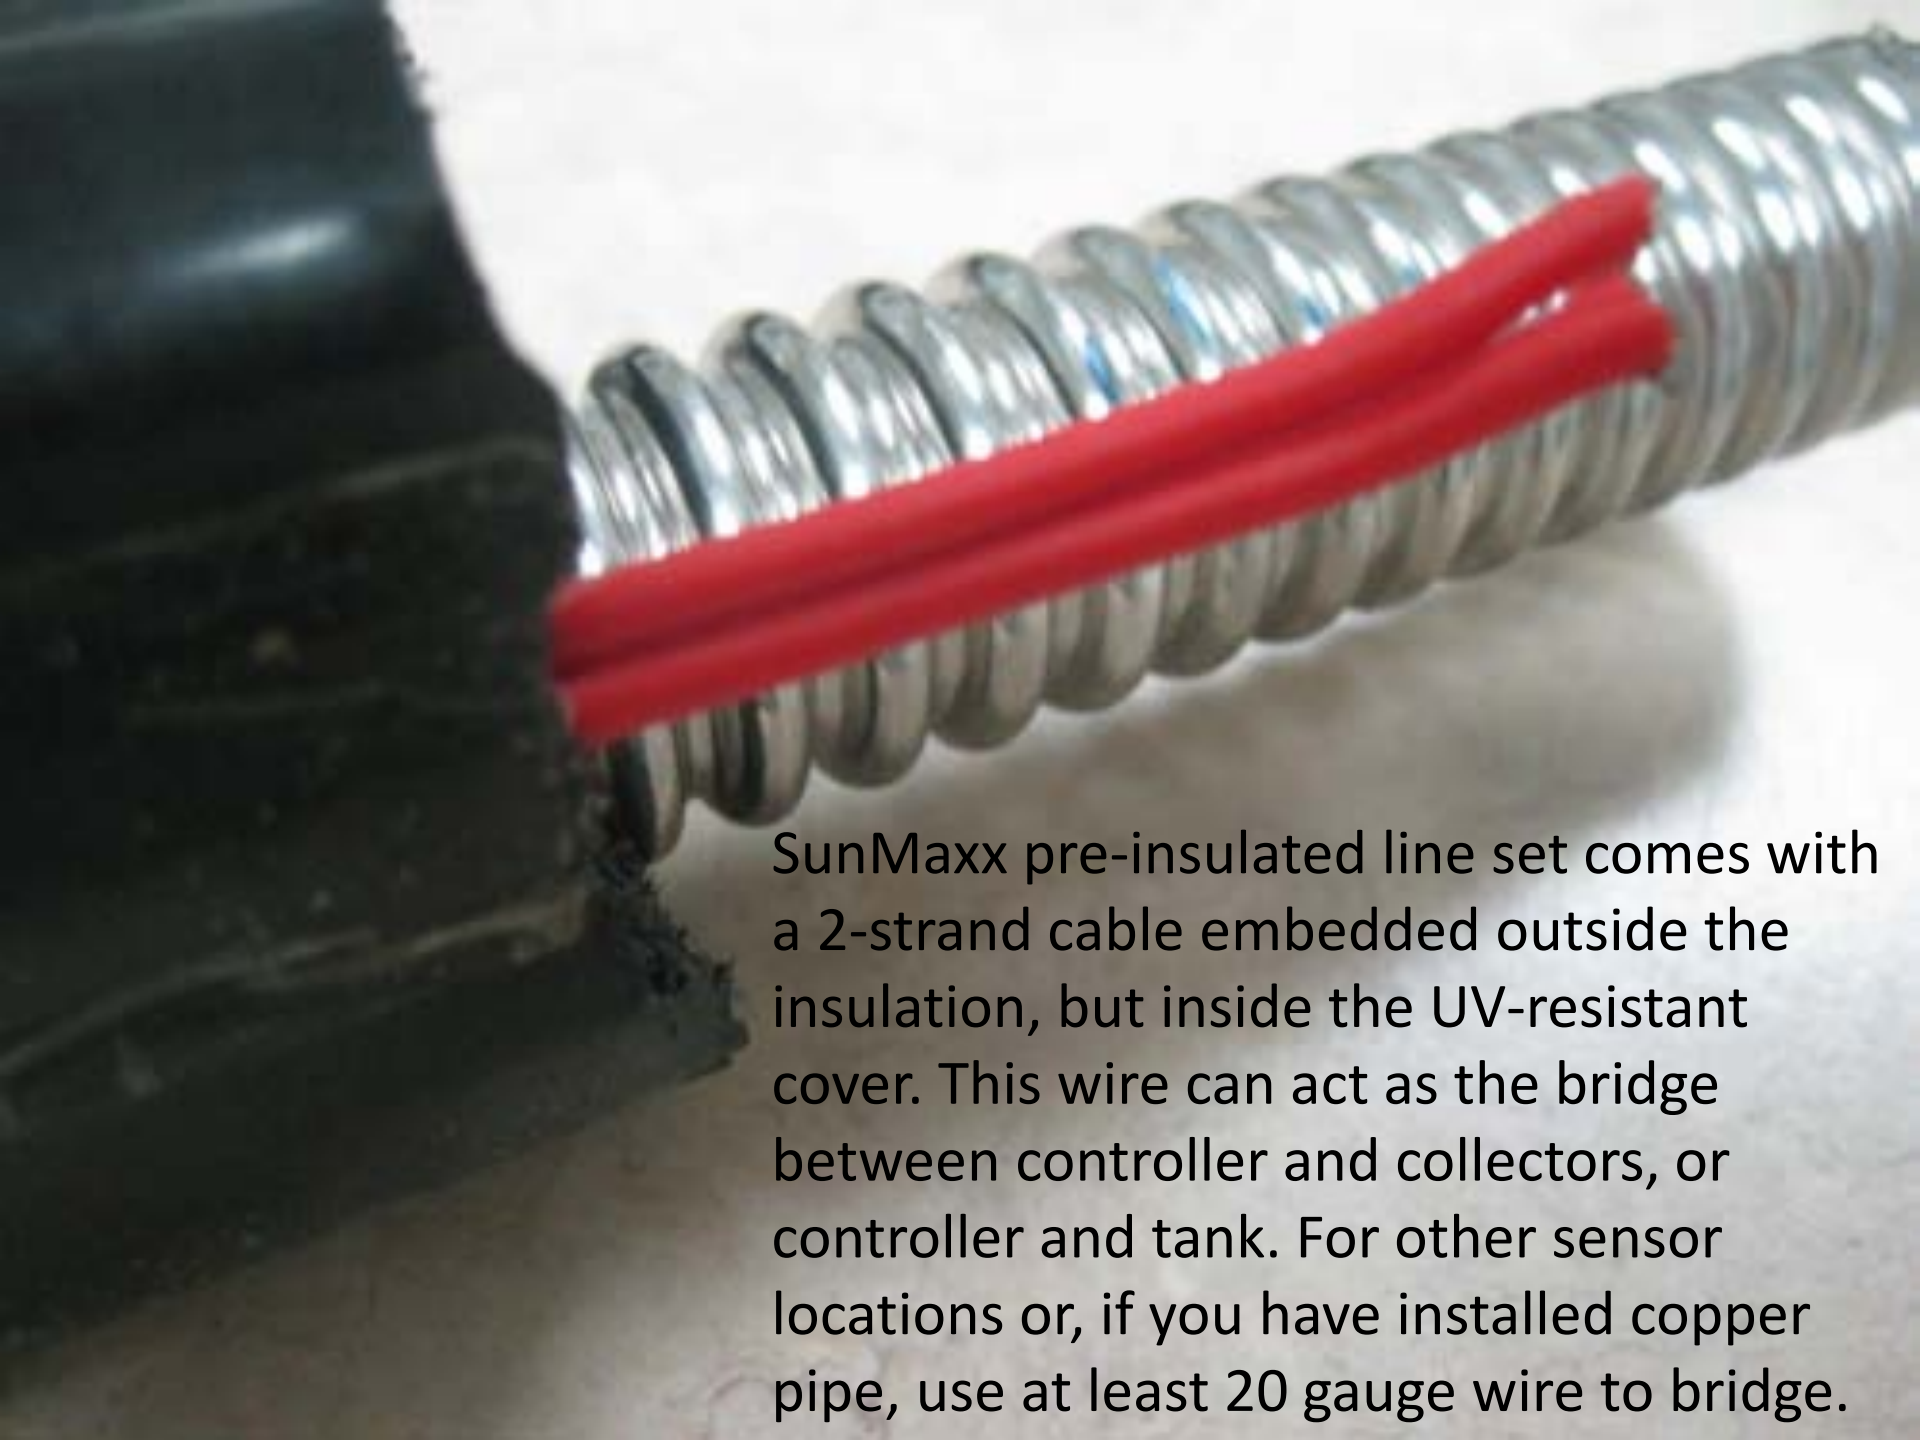 SunMaxx pre-insulated line set comes with
a 2-strand cable embedded outside the
insulation, but inside the UV-resistant
cover. This wire can act as the bridge
between controller and collectors, or
controller and tank. For other sensor
locations or, if you have installed copper
pipe, use at least 20 gauge wire to bridge.